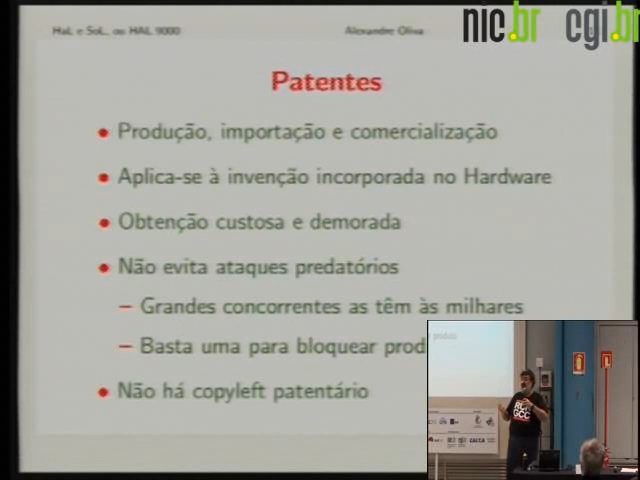 nic.br cgi.br
HaL e SoL, ou HAL 9000 Alexandre Oliva
Patentes
Produção, importação e comercialização
Aplica-se à invenção incorporada no Hardware
Obtenção custosa e demorada
Não evita ataques predatórios
– Grandes concorrentes as têm às milhares
– Basta uma para bloquear prod
Não há copyleft patentário
GCC